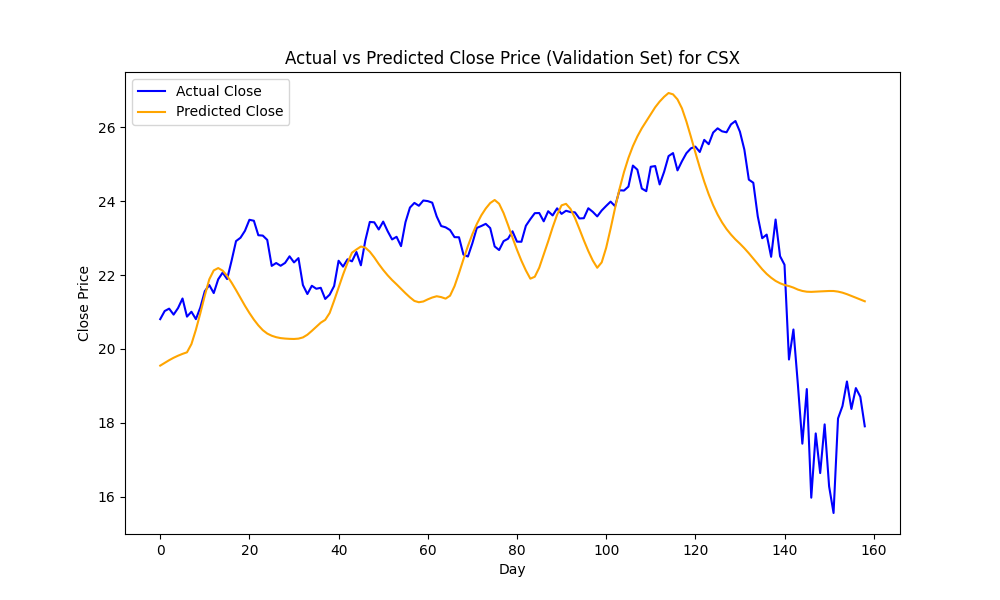 Actual vs Predicted Close Price (Validation Set) for CSX
Actual Close
Predicted Close
Close Price
26
24
22
20
18
16
0 20 40 60 80 100 120 140 160
Day